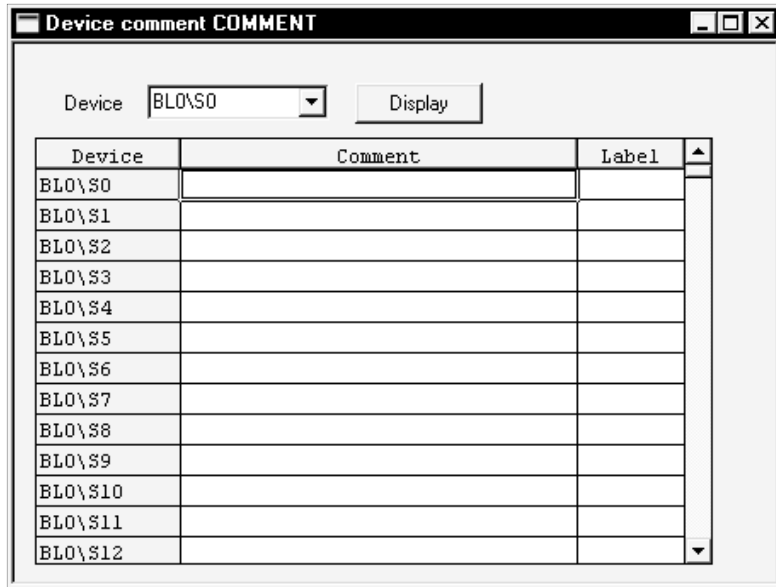 Device comment COMMENT
Device BL0\S0 Display
Device Comment Label
BL0\S0
BL0\S1
BL0\S2
BL0\S3
BL0\S4
BL0\S5
BL0\S6
BL0\S7
BL0\S8
BL0\S9
BL0\S10
BL0\S11
BL0\S12